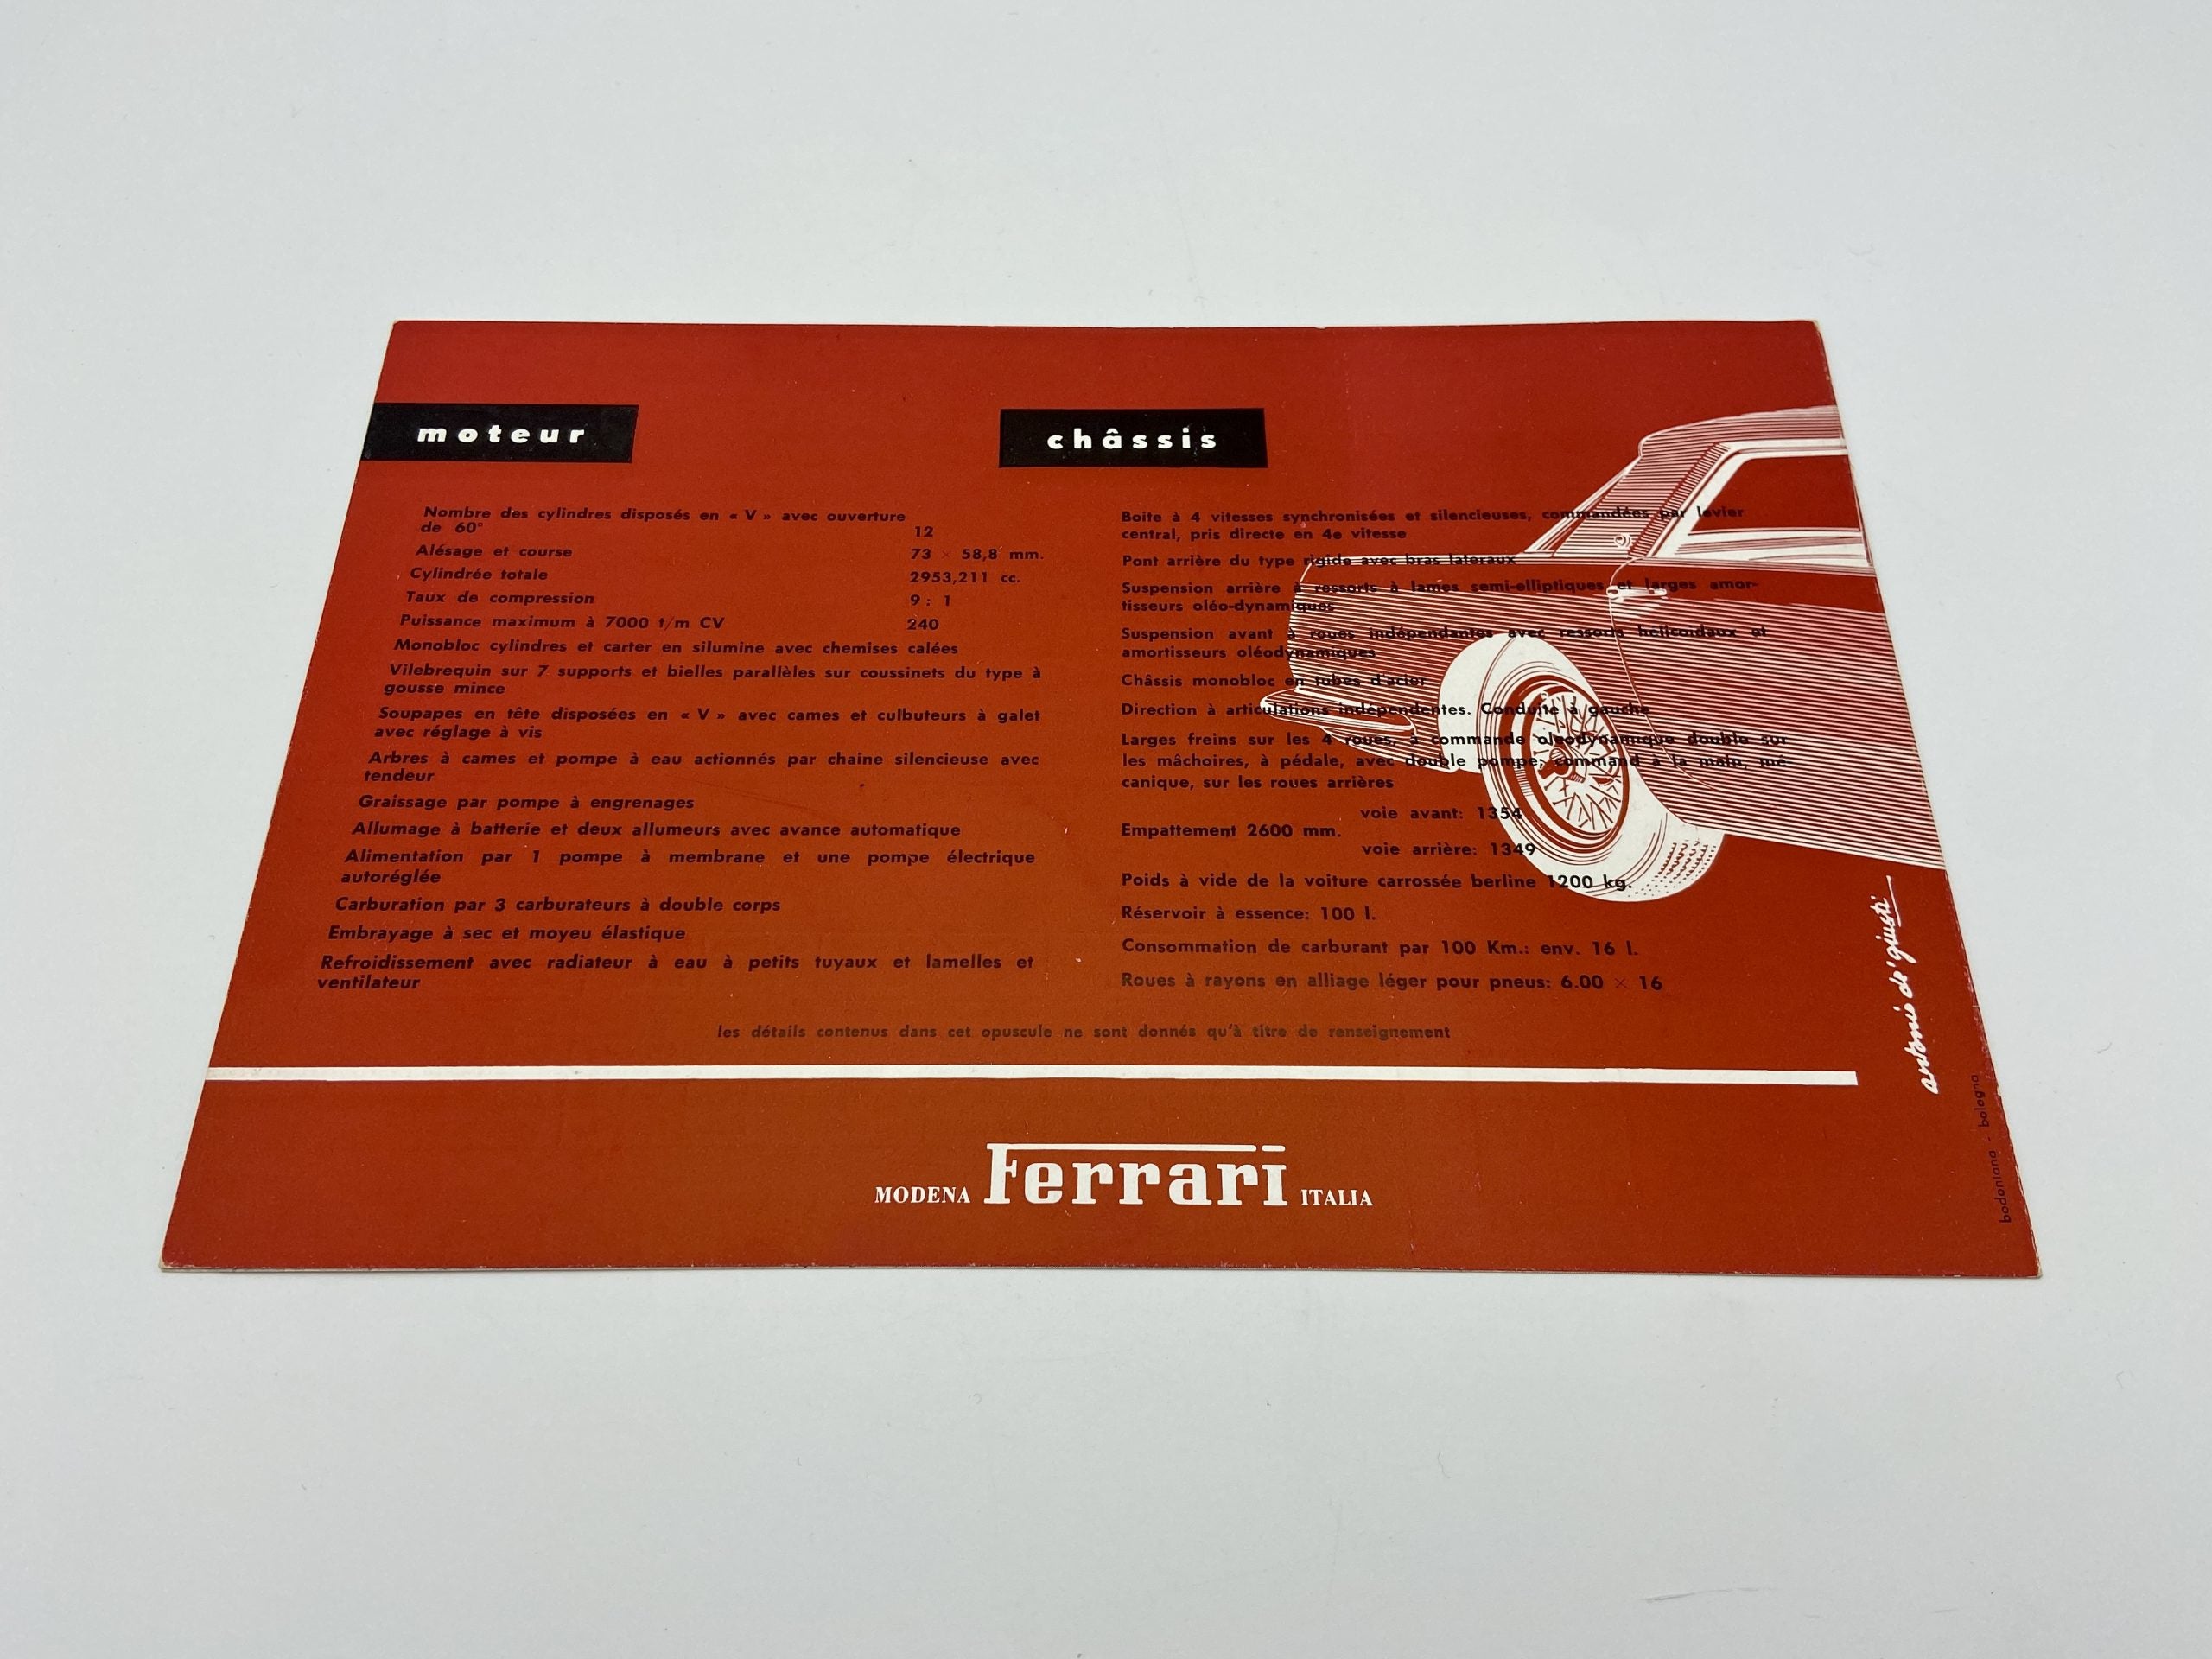 moteur
Nombre des cylindres disposés en « V » avec ouverture
de 60° 12
Alésage et course 73 × 58,8 mm.
Cylindrée totale 2953,211 cc.
Taux de compression 9 : 1
Puissance maximum à 7000 t/m CV 240
Monobloc cylindres et carter en silumine avec chemises calées
Vilebrequin sur 7 supports et bielles parallèles sur coussinets du type à
gousse mince
Soupapes en tête disposées en « V » avec cames et culbuteurs à galet
avec réglage à vis
Arbres à cames et pompe à eau actionnés par chaine silencieuse avec
tendeur
Graissage par pompe à engrenages
Allumage à batterie et deux allumeurs avec avance automatique
Alimentation par 1 pompe à membrane et une pompe électrique
autoréglée
Carburation par 3 carburateurs à double corps
Embrayage à sec et moyeu élastique
Refroidissement avec radiateur à eau à petits tuyaux et lamelles et
ventilateur
châssis
Boite à 4 vitesses synchronisées et silencieuses, commandées par levier
central, pris directe en 4e vitesse
Pont arrière du type rigide avec bras lateraux
Suspension arrière à ressorts à lames semi-elliptiques et larges amor-
tisseurs oléo-dynamiques
Suspension avant à roues indépendantes avec ressorts hélicoïdaux et
amortisseurs oléodynamiques
Châssis monobloc en tubes d'acier
Direction à articulations indépendentes. Conduite à gauche
Larges freins sur les 4 roues, à commande oleodynamique double sur
les mâchoires, à pédale, avec double pompe; command à la main, mé-
canique, sur les roues arrières
voie avant: 1354
Empattement 2600 mm.
voie arrière: 1349
Poids à vide de la voiture carrossée berline 1200 kg.
Réservoir à essence: 100 l.
Consommation de carburant par 100 Km.: env. 16 l.
Roues à rayons en alliage léger pour pneus: 6.00 × 16
les détails contenus dans cet opuscule ne sont donnés qu'à titre de renseignement
antonio de' giusti
bodoniana - bologna
MODENA Ferrari ITALIA